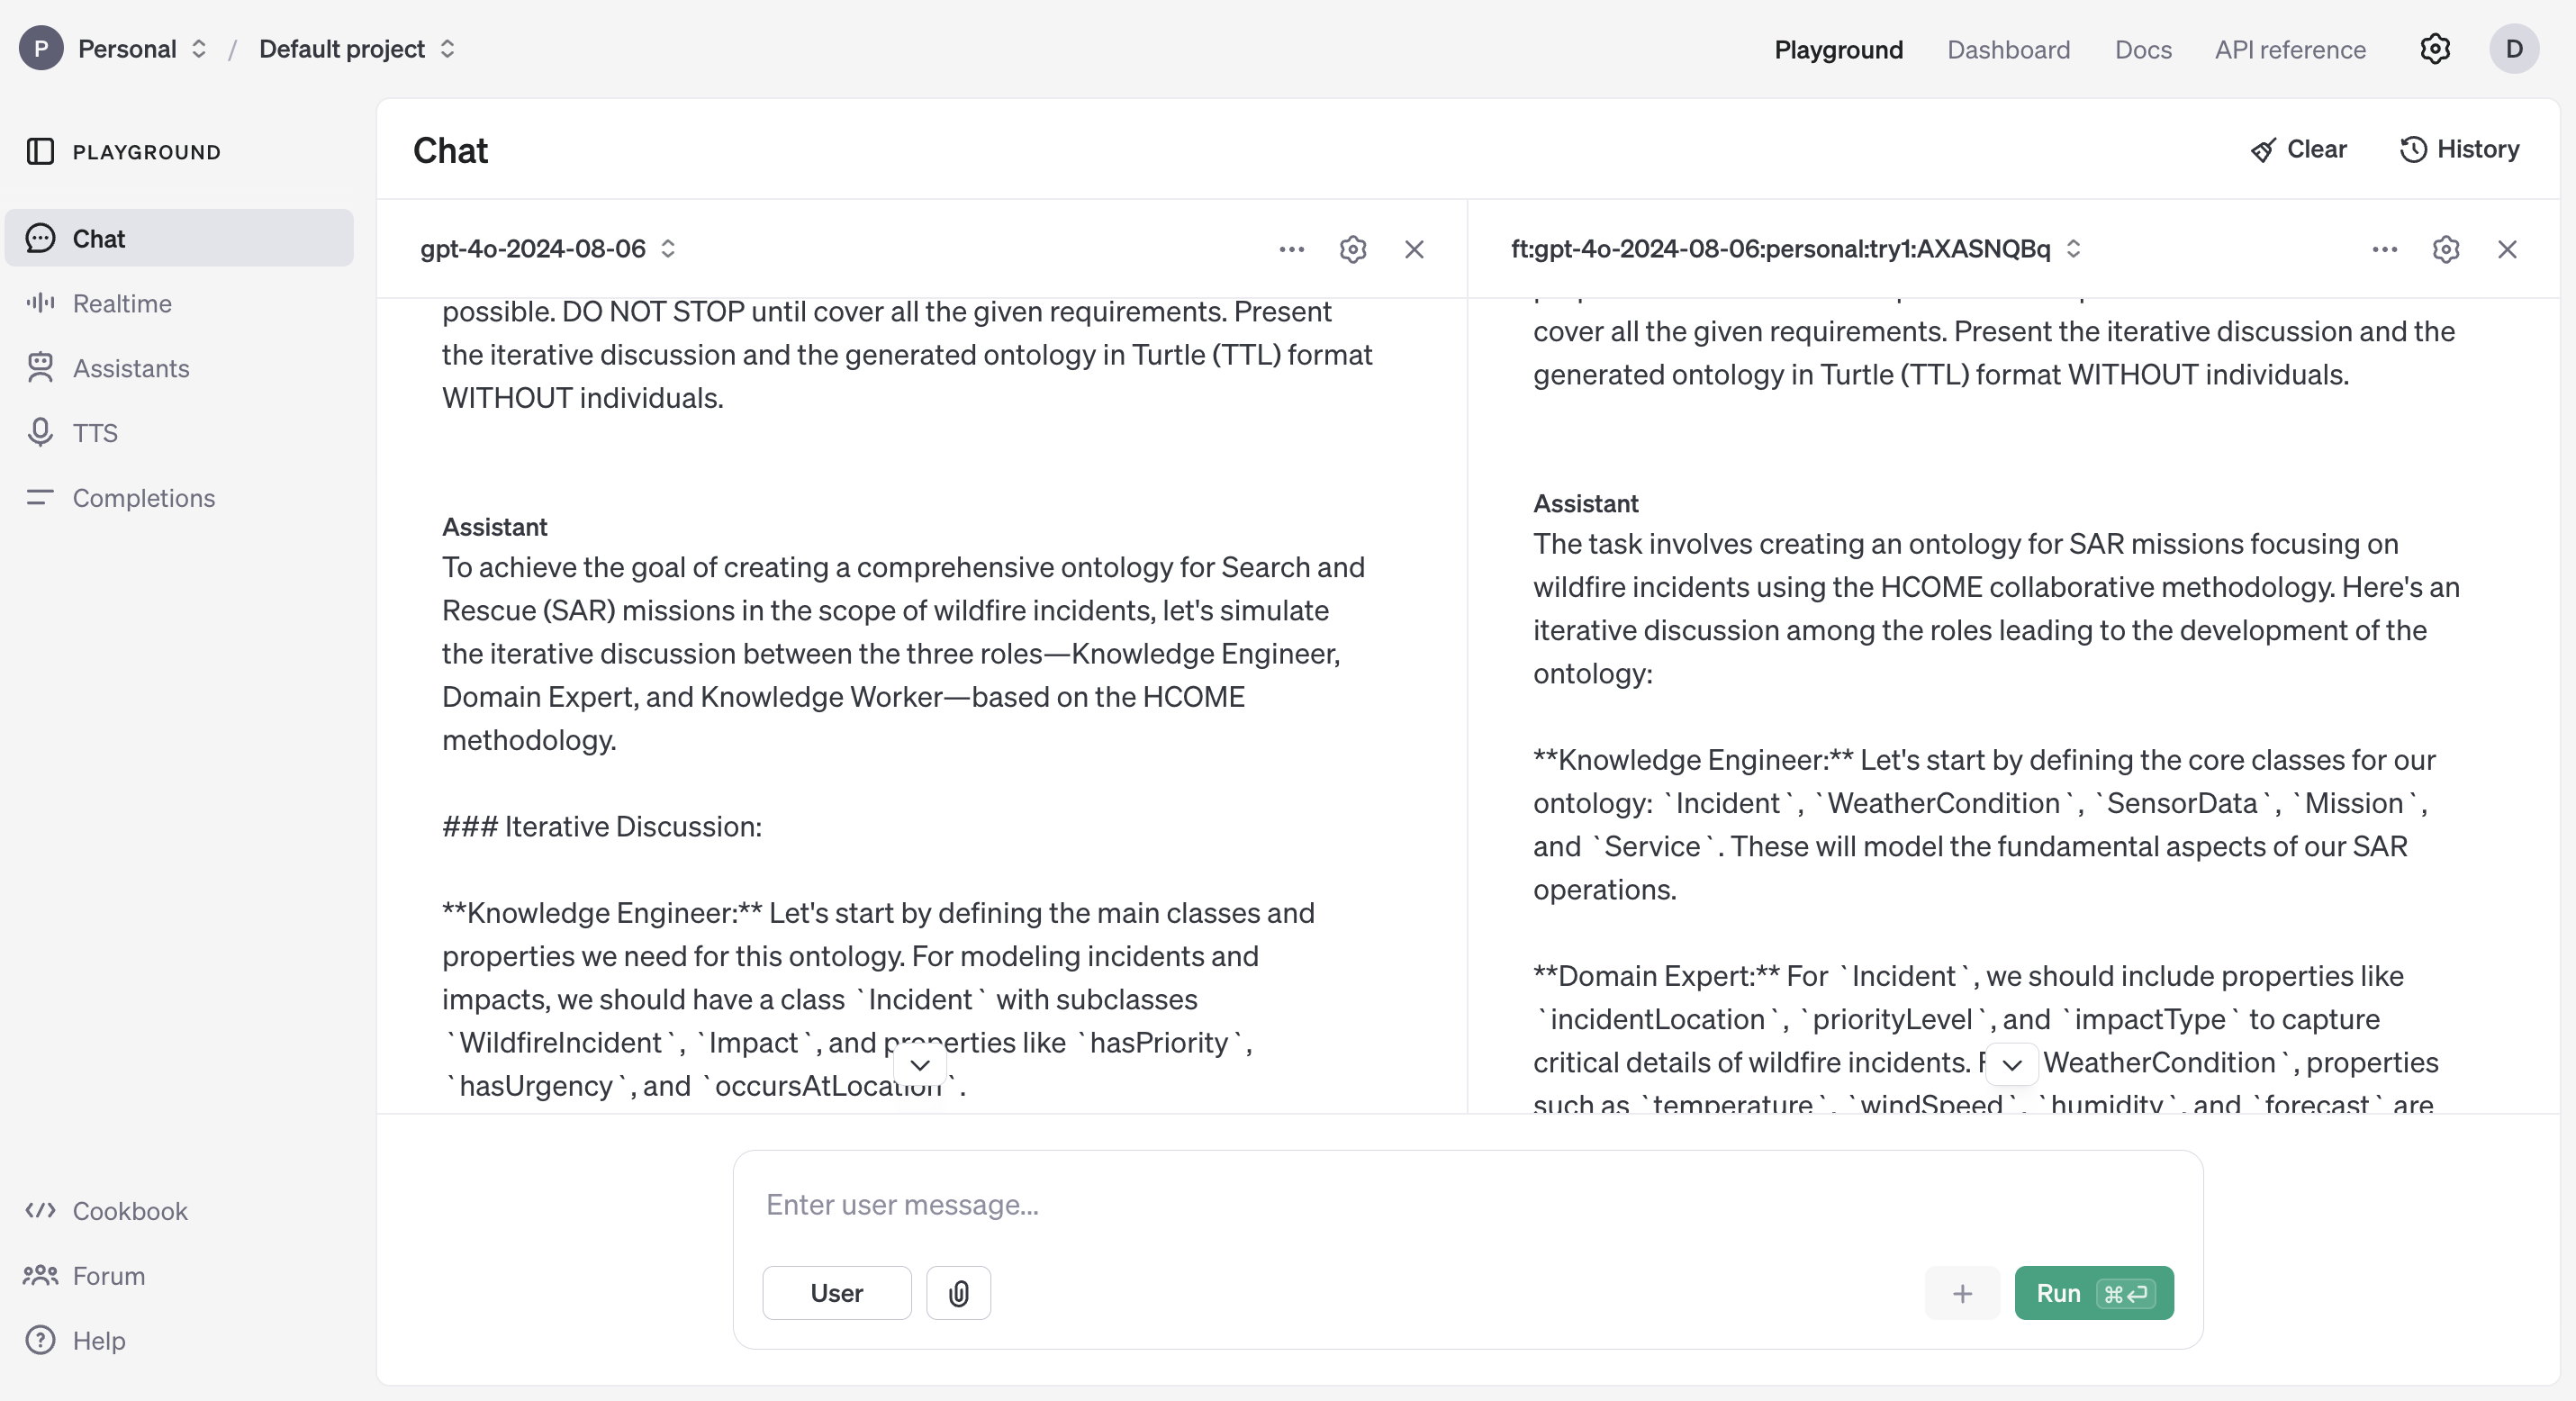 P Personal / Default project
Playground Dashboard Docs API reference D
PLAYGROUND
Chat
Realtime
Assistants
TTS
Completions
Cookbook
Forum
Help
Chat
Clear History
gpt-4o-2024-08-06
possible. DO NOT STOP until cover all the given requirements. Present
the iterative discussion and the generated ontology in Turtle (TTL) format
WITHOUT individuals.
Assistant
To achieve the goal of creating a comprehensive ontology for Search and
Rescue (SAR) missions in the scope of wildfire incidents, let's simulate
the iterative discussion between the three roles—Knowledge Engineer,
Domain Expert, and Knowledge Worker—based on the HCOME
methodology.
### Iterative Discussion:
**Knowledge Engineer:** Let's start by defining the main classes and
properties we need for this ontology. For modeling incidents and
impacts, we should have a class `Incident` with subclasses
`WildfireIncident`, `Impact`, and properties like `hasPriority`,
`hasUrgency`, and `occursAtLocation`.
ft:gpt-4o-2024-08-06:personal:try1:AXASNQBq
cover all the given requirements. Present the iterative discussion and the
generated ontology in Turtle (TTL) format WITHOUT individuals.
Assistant
The task involves creating an ontology for SAR missions focusing on
wildfire incidents using the HCOME collaborative methodology. Here's an
iterative discussion among the roles leading to the development of the
ontology:
**Knowledge Engineer:** Let's start by defining the core classes for our
ontology: `Incident`, `WeatherCondition`, `SensorData`, `Mission`,
and `Service`. These will model the fundamental aspects of our SAR
operations.
**Domain Expert:** For `Incident`, we should include properties like
`incidentLocation`, `priorityLevel`, and `impactType` to capture
critical details of wildfire incidents. WeatherCondition`, properties
such as `temperature`, `windSpeed`, `humidity`, and `forecast` are
Enter user message...
User
Run ⌘